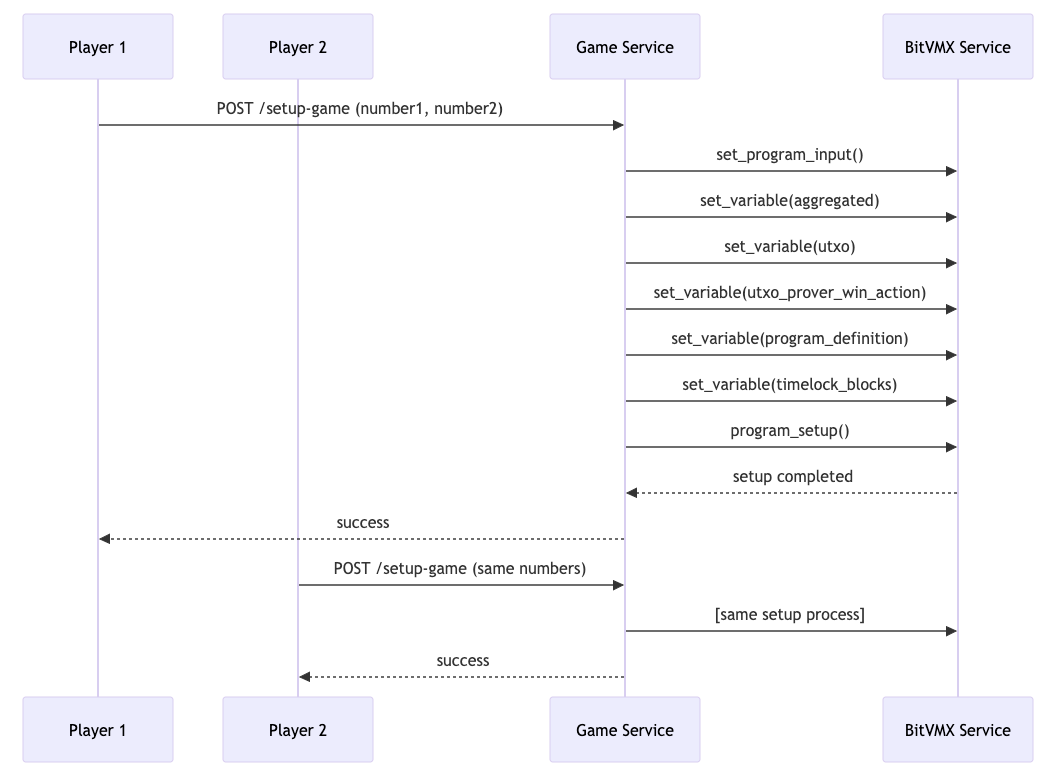 Player 1
Player 2
Game Service
BitVMX Service
POST /setup-game (number1, number2)
set_program_input()
set_variable(aggregated)
set_variable(utxo)
set_variable(utxo_prover_win_action)
set_variable(program_definition)
set_variable(timelock_blocks)
program_setup()
setup completed
success
POST /setup-game (same numbers)
[same setup process]
success
Player 1
Player 2
Game Service
BitVMX Service